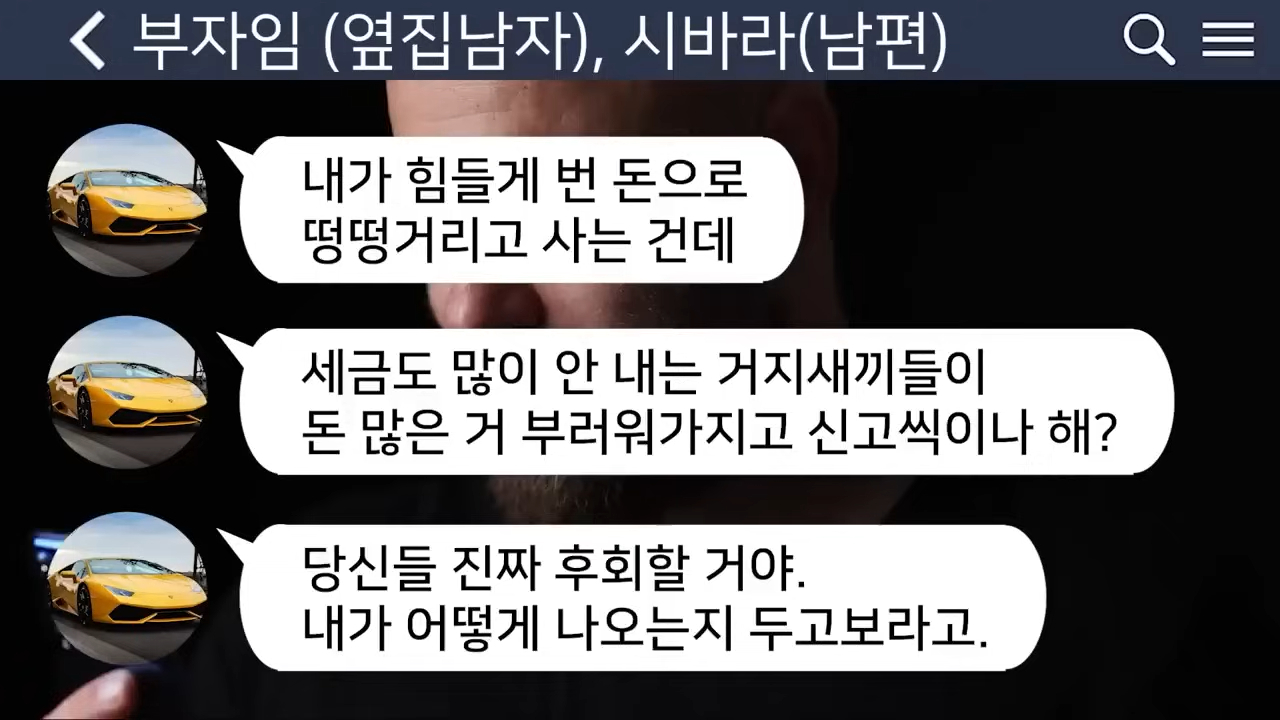 부자임 (옆집남자), 시바라(남편)
내가 힘들게 번 돈으로
떵떵거리고 사는 건데
세금도 많이 안 내는 거지새끼들이
돈 많은 거 부러워가지고 신고씩이나 해?
당신들 진짜 후회할 거야.
내가 어떻게 나오는지 두고보라고.